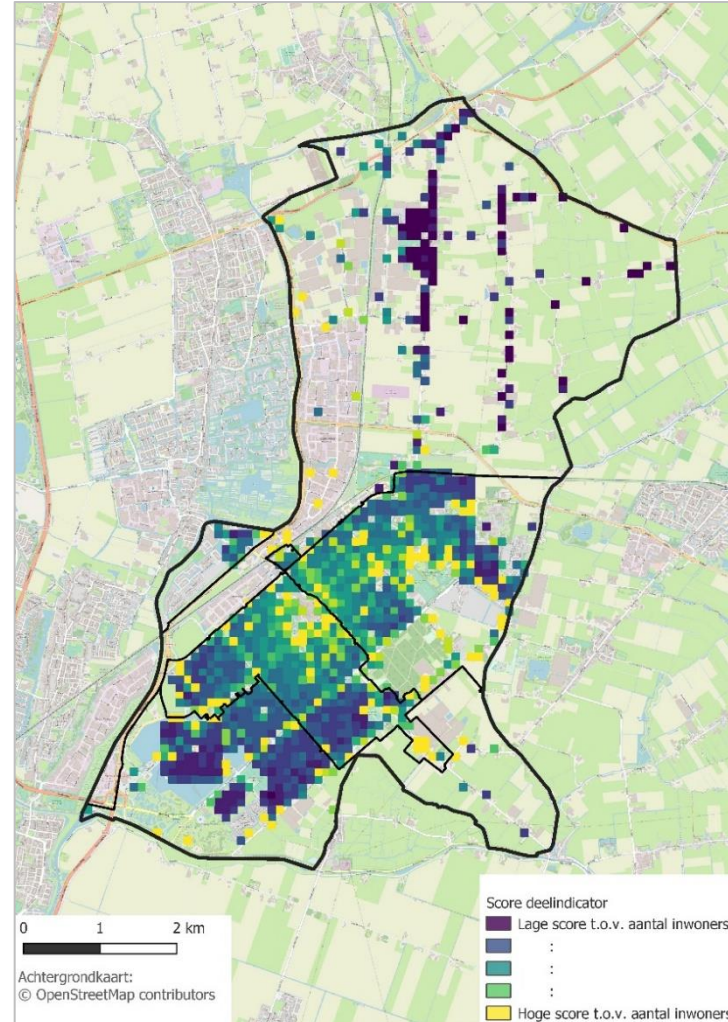 0 1 2 km
Achtergrondkaart:
© OpenStreetMap contributors
Score deelindicator
Lage score t.o.v. aantal inwoners
:
:
:
Hoge score t.o.v. aantal inwoners